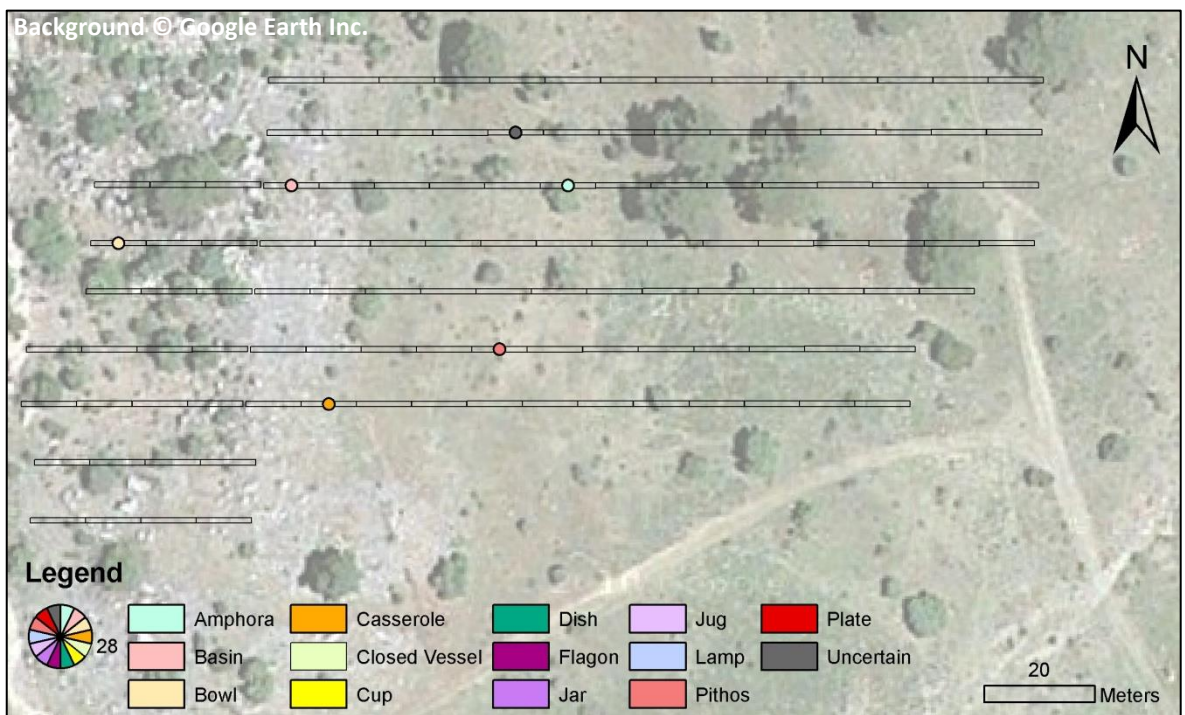 Background © Google Earth Inc.
N
Legend
28
Amphora Casserole Dish Jug Plate
Basin Closed Vessel Flagon Lamp Uncertain
Bowl Cup Jar Pithos
20
Meters